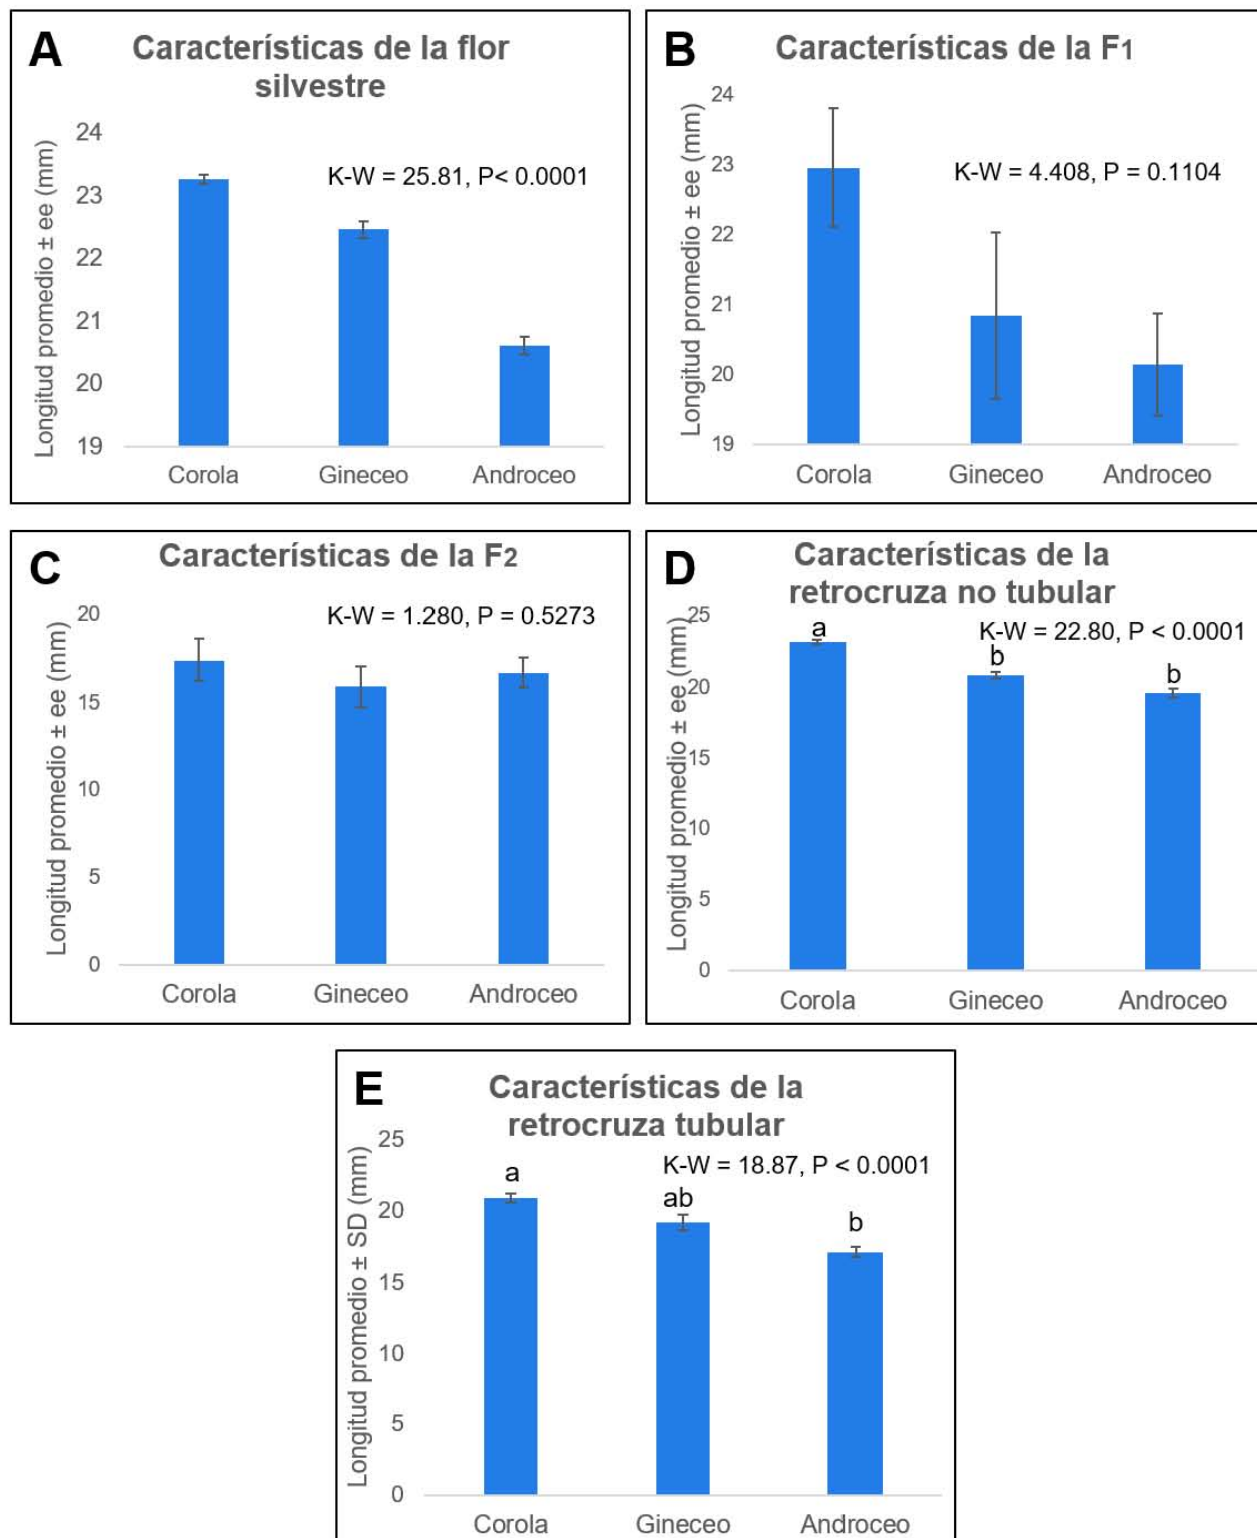 A
Características de la flor
silvestre
Longitud promedio ± ee (mm)
24
23
22
21
20
19
K-W = 25.81, P< 0.0001
Corola Gineceo Androceo
B
Características de la F1
Longitud promedio ± ee (mm)
24
23
22
21
20
19
K-W = 4.408, P = 0.1104
Corola Gineceo Androceo
C
Características de la F2
Longitud promedio ± ee (mm)
20
15
10
5
0
K-W = 1.280, P = 0.5273
Corola Gineceo Androceo
D
Características de la
retrocruza no tubular
Longitud promedio ± ee (mm)
25
20
15
10
5
0
K-W = 22.80, P < 0.0001
a b b
Corola Gineceo Androceo
E
Características de la
retrocruza tubular
Longitud promedio ± SD (mm)
25
20
15
10
5
0
K-W = 18.87, P < 0.0001
a ab b
Corola Gineceo Androceo